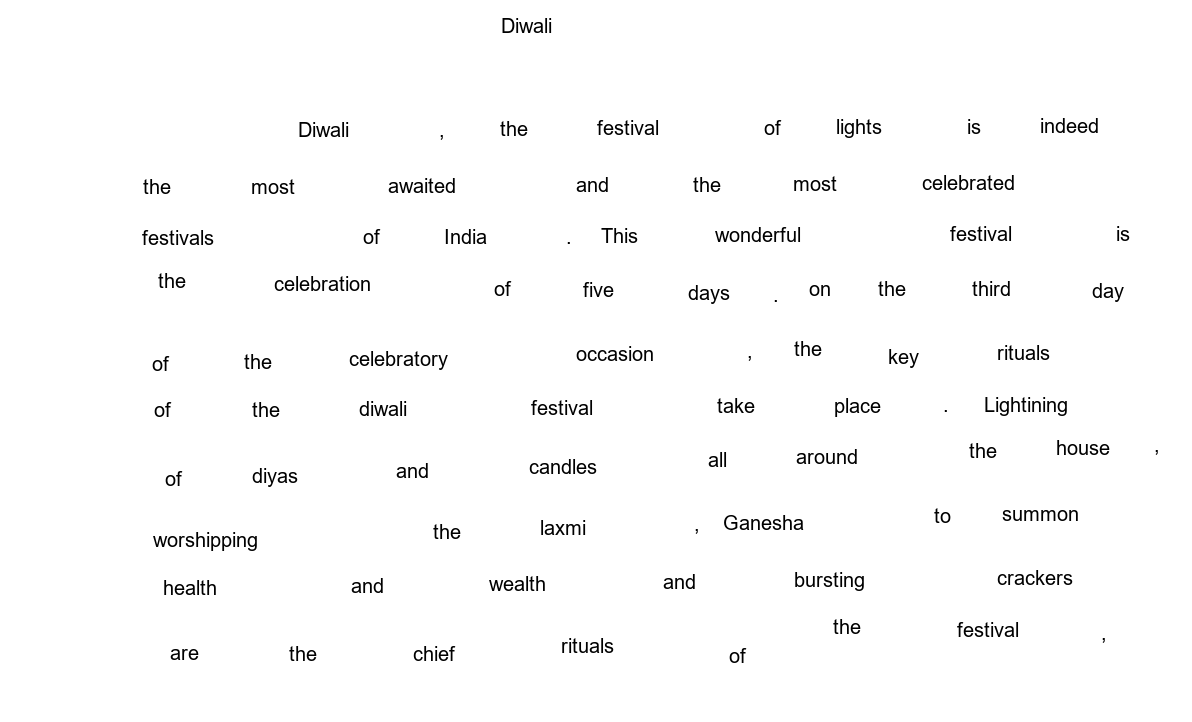 Diwali
Diwali , the festival of lights is indeed
the most awaited and the most celebrated
festivals of India . This wonderful festival is
the celebration of five days . on the third day
of the celebratory occasion , the key rituals
of the diwali festival take place . Lightining
of diyas and candles all around the house ,
worshipping the laxmi , Ganesha to summon
health and wealth and bursting crackers
are the chief rituals of the festival ,